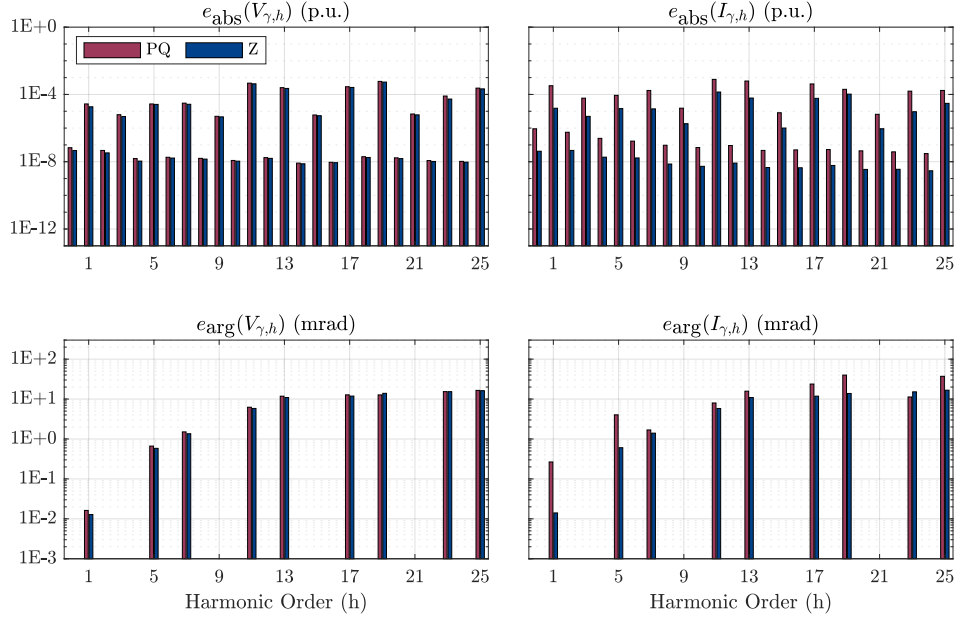 e_abs(V_γ,h) (p.u.)
1E+0
1E-4
1E-8
1E-12
PQ Z
1 5 9 13 17 21 25
e_abs(I_γ,h) (p.u.)
1 5 9 13 17 21 25
e_arg(V_γ,h) (mrad)
1E+2
1E+1
1E+0
1E-1
1E-2
1E-3
1 5 9 13 17 21 25
Harmonic Order (h)
e_arg(I_γ,h) (mrad)
1 5 9 13 17 21 25
Harmonic Order (h)